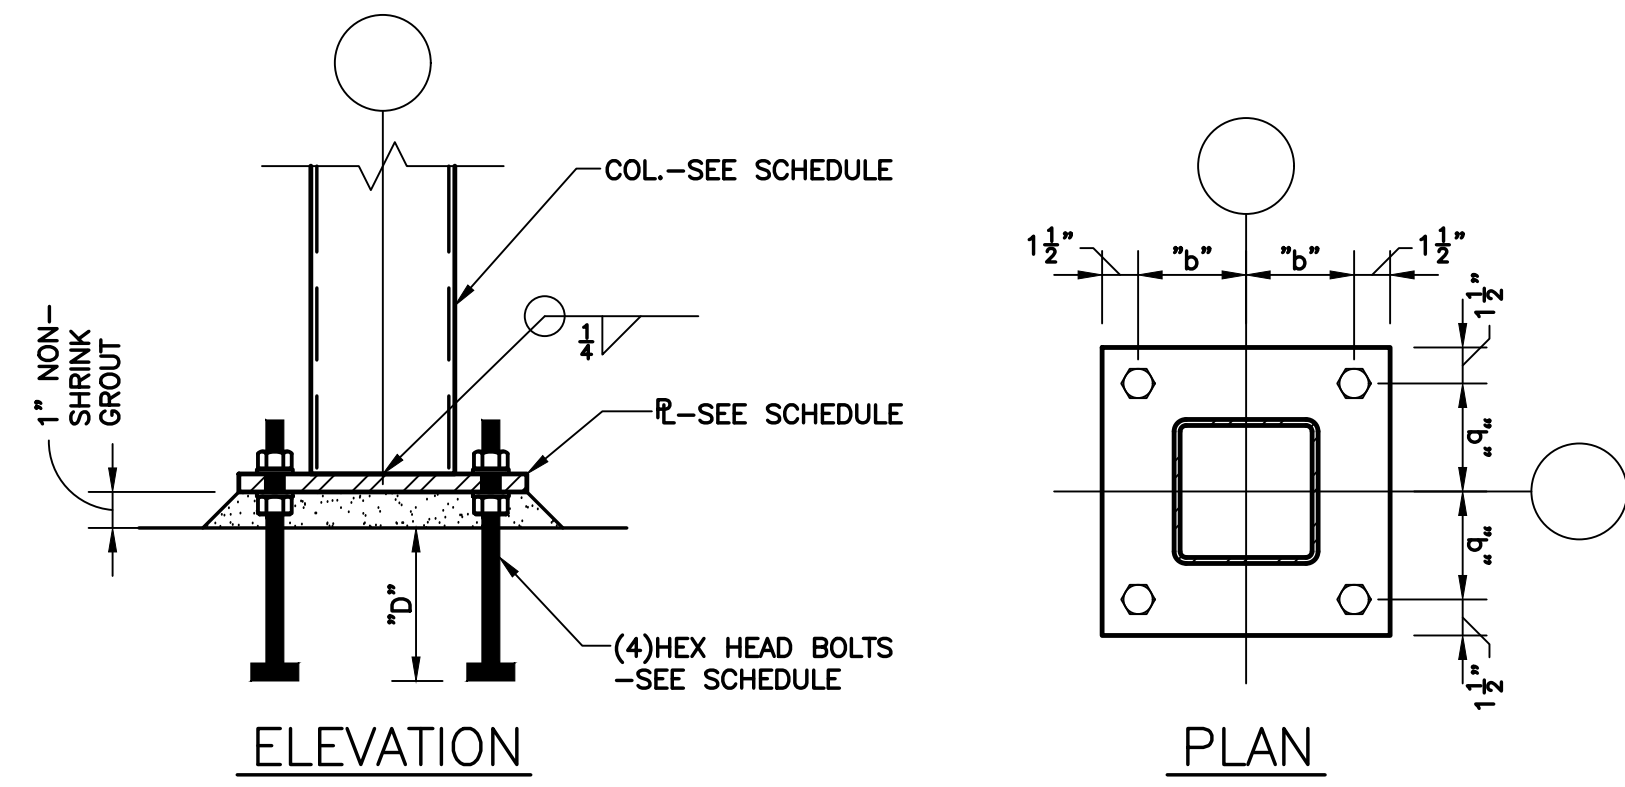 COL.-SEE SCHEDULE
1/4
1" NON-
SHRINK
GROUT
PL-SEE SCHEDULE
"D"
(4)HEX HEAD BOLTS
-SEE SCHEDULE
ELEVATION
1 1/2"
"b"
"b"
1 1/2"
1 1/2"
"b"
"b"
1 1/2"
PLAN